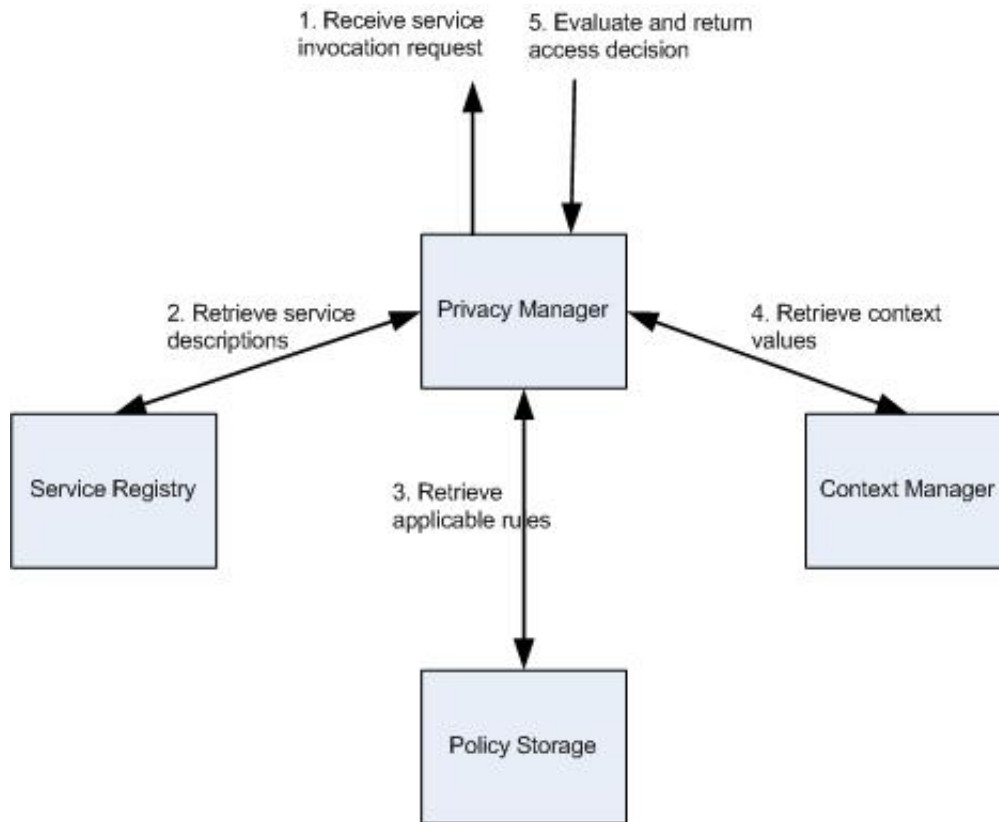 1. Receive service
invocation request
5. Evaluate and return
access decision
Privacy Manager
2. Retrieve service
descriptions
4. Retrieve context
values
Service Registry
3. Retrieve
applicable rules
Context Manager
Policy Storage